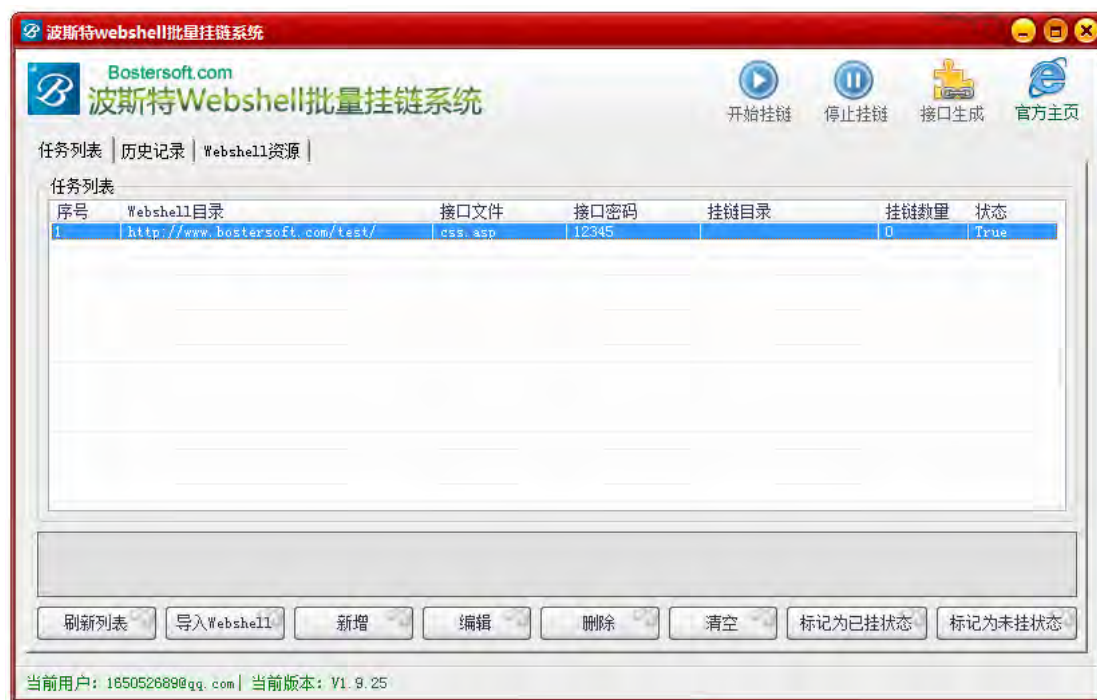 波斯特webshell批量挂链系统
Bostersoft.com
波斯特Webshell批量挂链系统
开始挂链 停止挂链 接口生成 官方主页
任务列表 历史记录 Webshell资源
任务列表
序号 Webshell目录 接口文件 接口密码 挂链目录 挂链数量 状态
1 http://www.bostersoft.com/test/ css.asp 12345 0 True
刷新列表 导入Webshell 新增 编辑 删除 清空 标记为已挂状态 标记为未挂状态
当前用户: 165052689@qq.com| 当前版本: V1.9.25